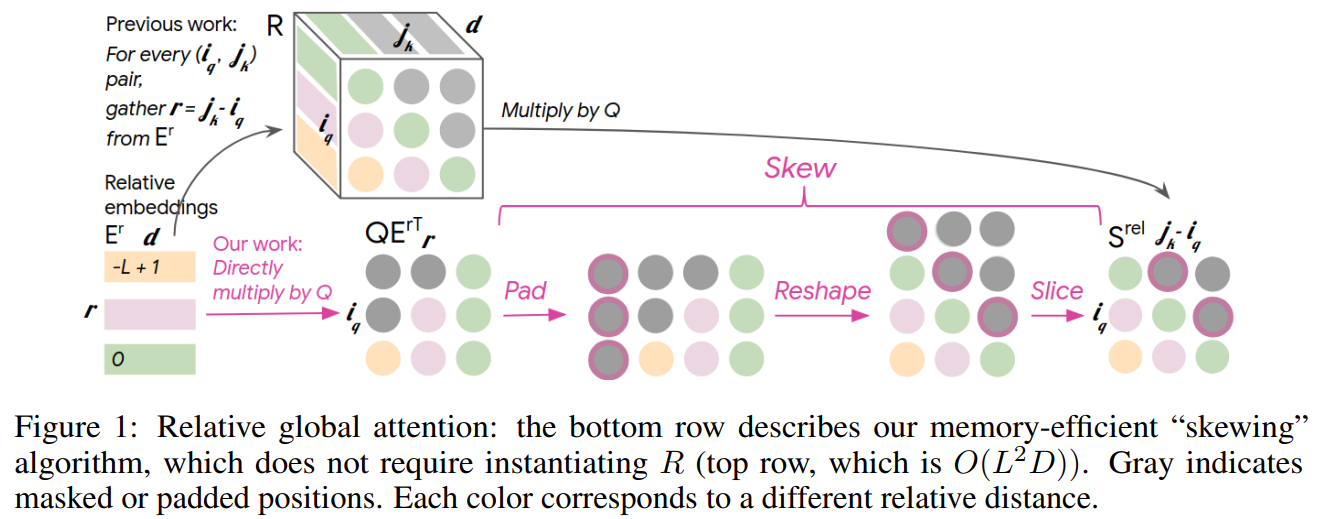 Previous work:
For every (i_q, j_k)
pair,
gather r = j_k - i_q
from E^r
R
j_k
d
i_q
Multiply by Q
Skew
Relative
embeddings
E^r d
-L + 1
r
0
Our work:
Directly
multiply by Q
QE^rT r
i_q
Pad
Reshape
Slice
S^rel j_k - i_q
i_q
Figure 1: Relative global attention: the bottom row describes our memory-efficient “skewing”
algorithm, which does not require instantiating R (top row, which is O(L²D)). Gray indicates
masked or padded positions. Each color corresponds to a different relative distance.